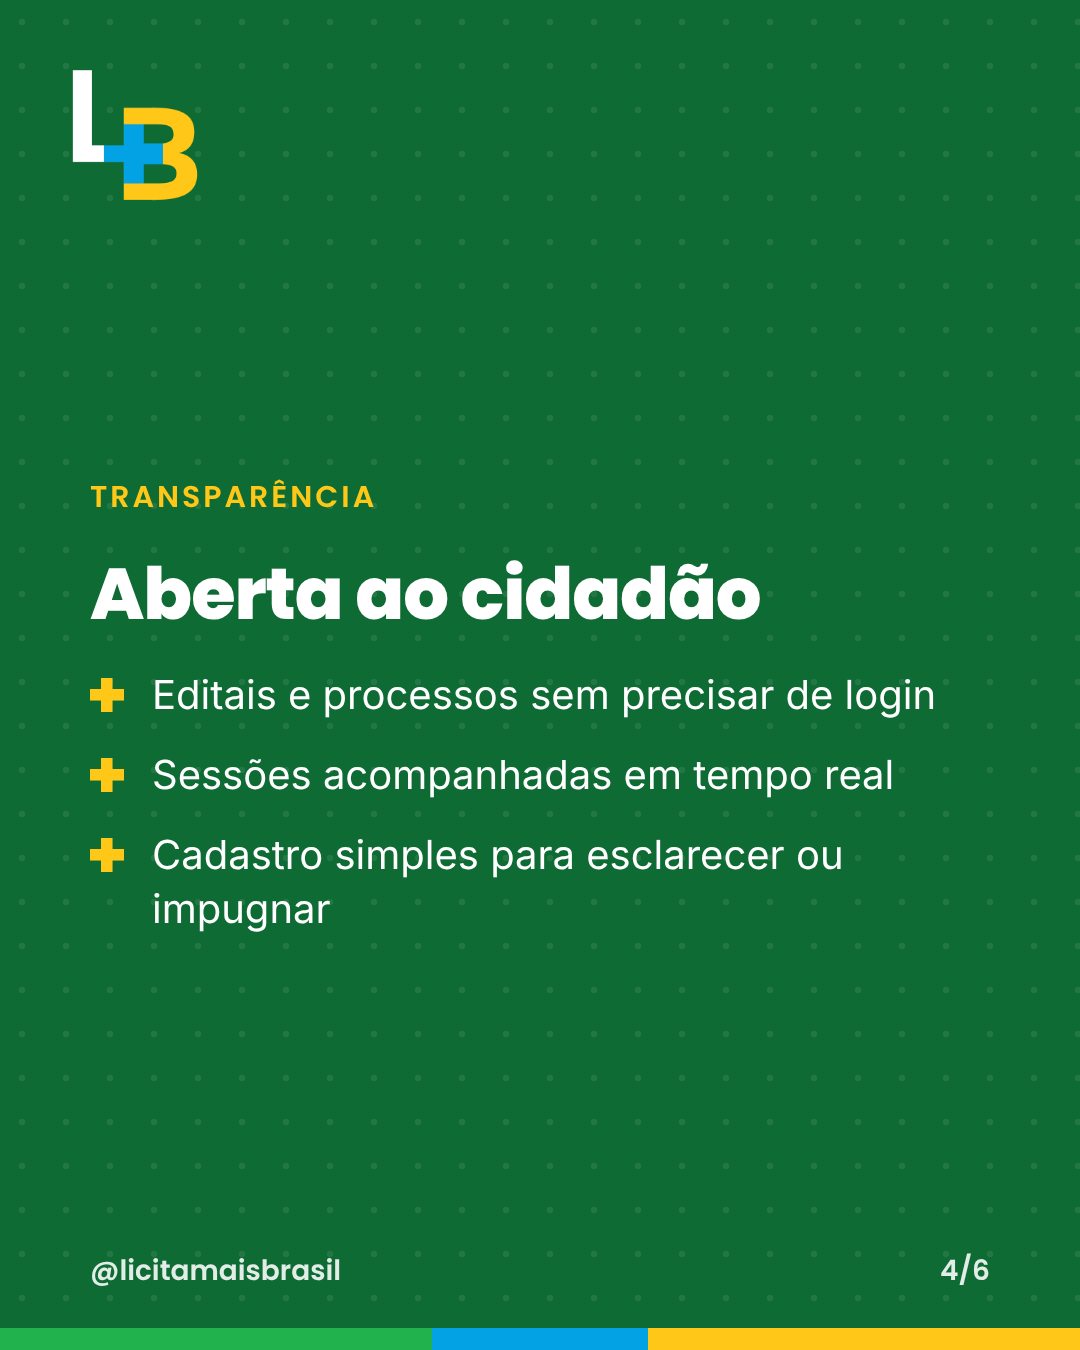 L+B
TRANSPARÊNCIA
Aberta ao cidadão
Editais e processos sem precisar de login
Sessões acompanhadas em tempo real
Cadastro simples para esclarecer ou
impugnar
@licitamaisbrasil
4/6